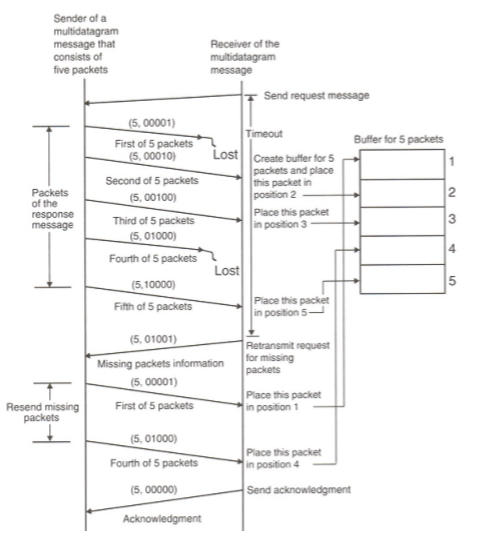 Sender of a
multidatagram
message that
consists of
five packets
Receiver of the
multidatagram
message
Send request message
Timeout
(5, 00001)
First of 5 packets
Lost
(5, 00010)
Second of 5 packets
Create buffer for 5
packets and place
this packet in
position 2
Buffer for 5 packets
1
2
3
4
5
Packets
of the
response
message
(5, 00100)
Third of 5 packets
Place this packet
in position 3
(5, 01000)
Fourth of 5 packets
Lost
(5,10000)
Fifth of 5 packets
Place this packet
in position 5
(5, 01001)
Missing packets information
Retransmit request
for missing
packets
Resend missing
packets
(5, 00001)
First of 5 packets
Place this packet
in position 1
(5, 01000)
Fourth of 5 packets
Place this packet
in position 4
(5, 00000)
Acknowledgment
Send acknowledgment